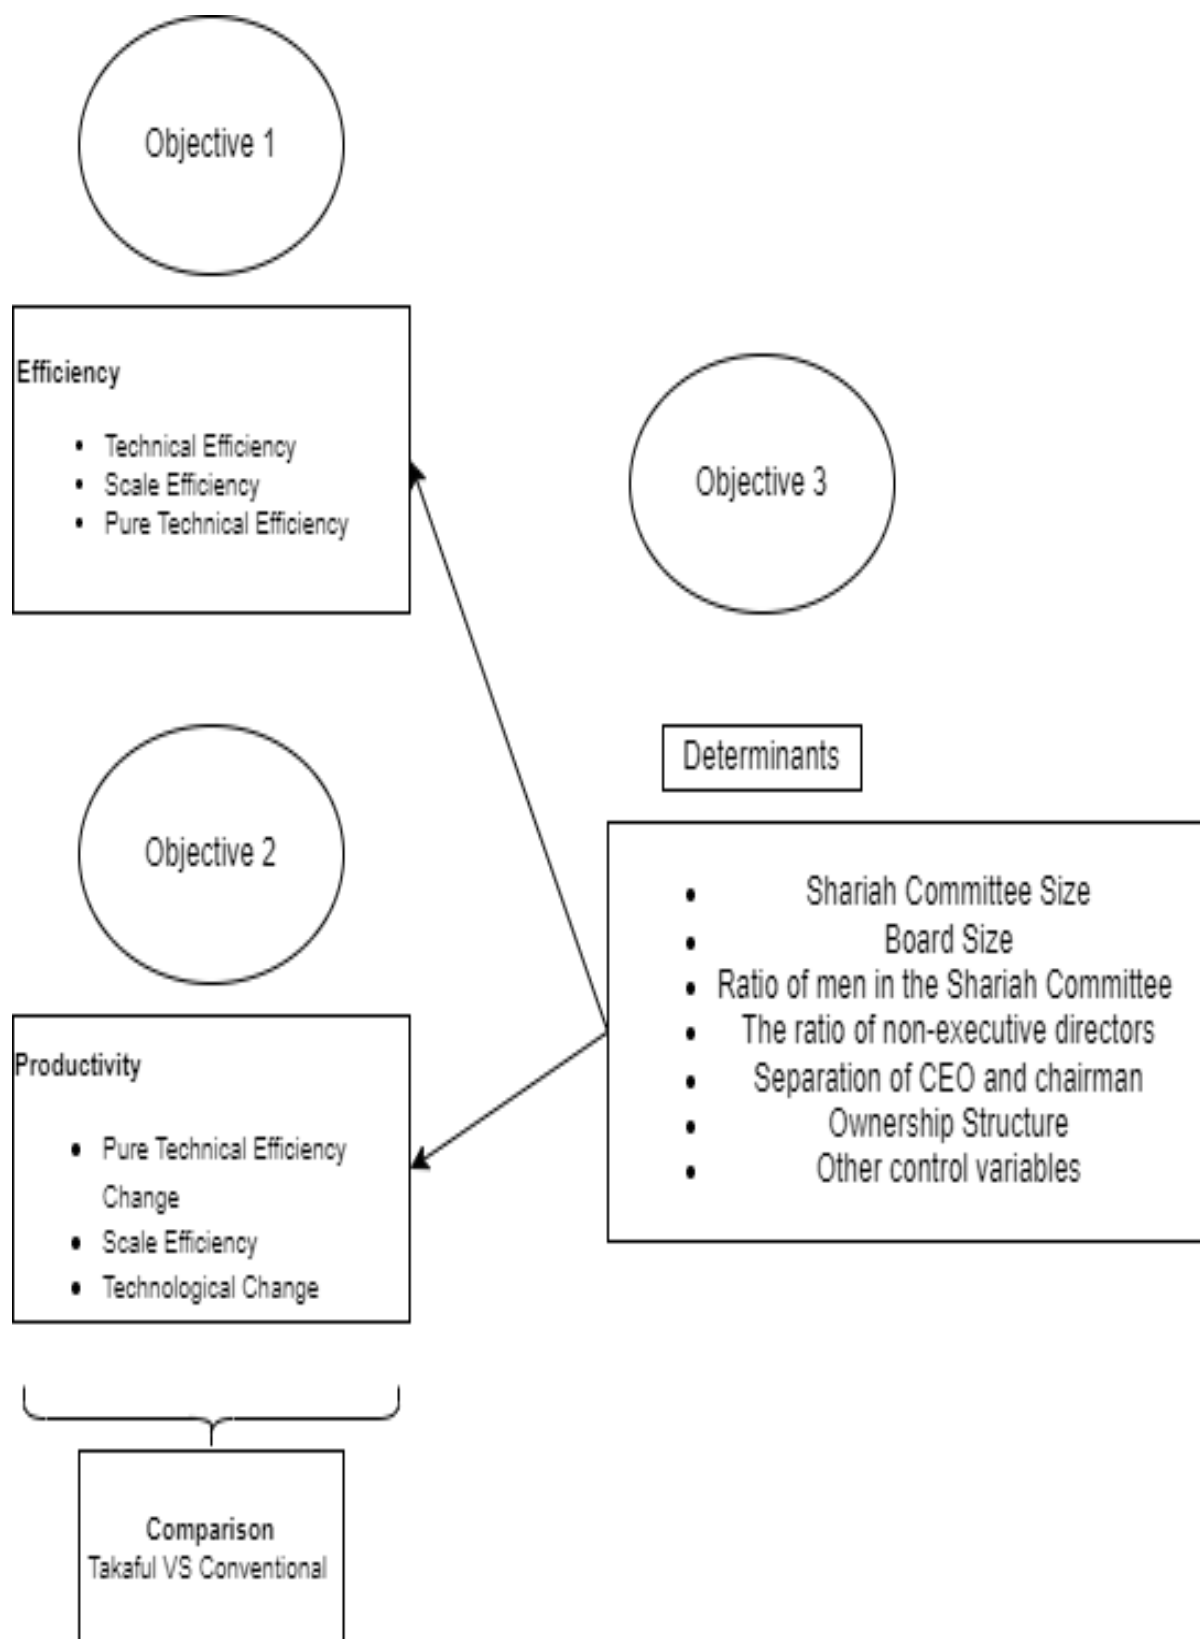 Objective 1
Efficiency
• Technical Efficiency
• Scale Efficiency
• Pure Technical Efficiency
Objective 2
Productivity
• Pure Technical Efficiency
Change
• Scale Efficiency
• Technological Change
Comparison
Takaful VS Conventional
Objective 3
Determinants
• Shariah Committee Size
• Board Size
• Ratio of men in the Shariah Committee
• The ratio of non-executive directors
• Separation of CEO and chairman
• Ownership Structure
• Other control variables